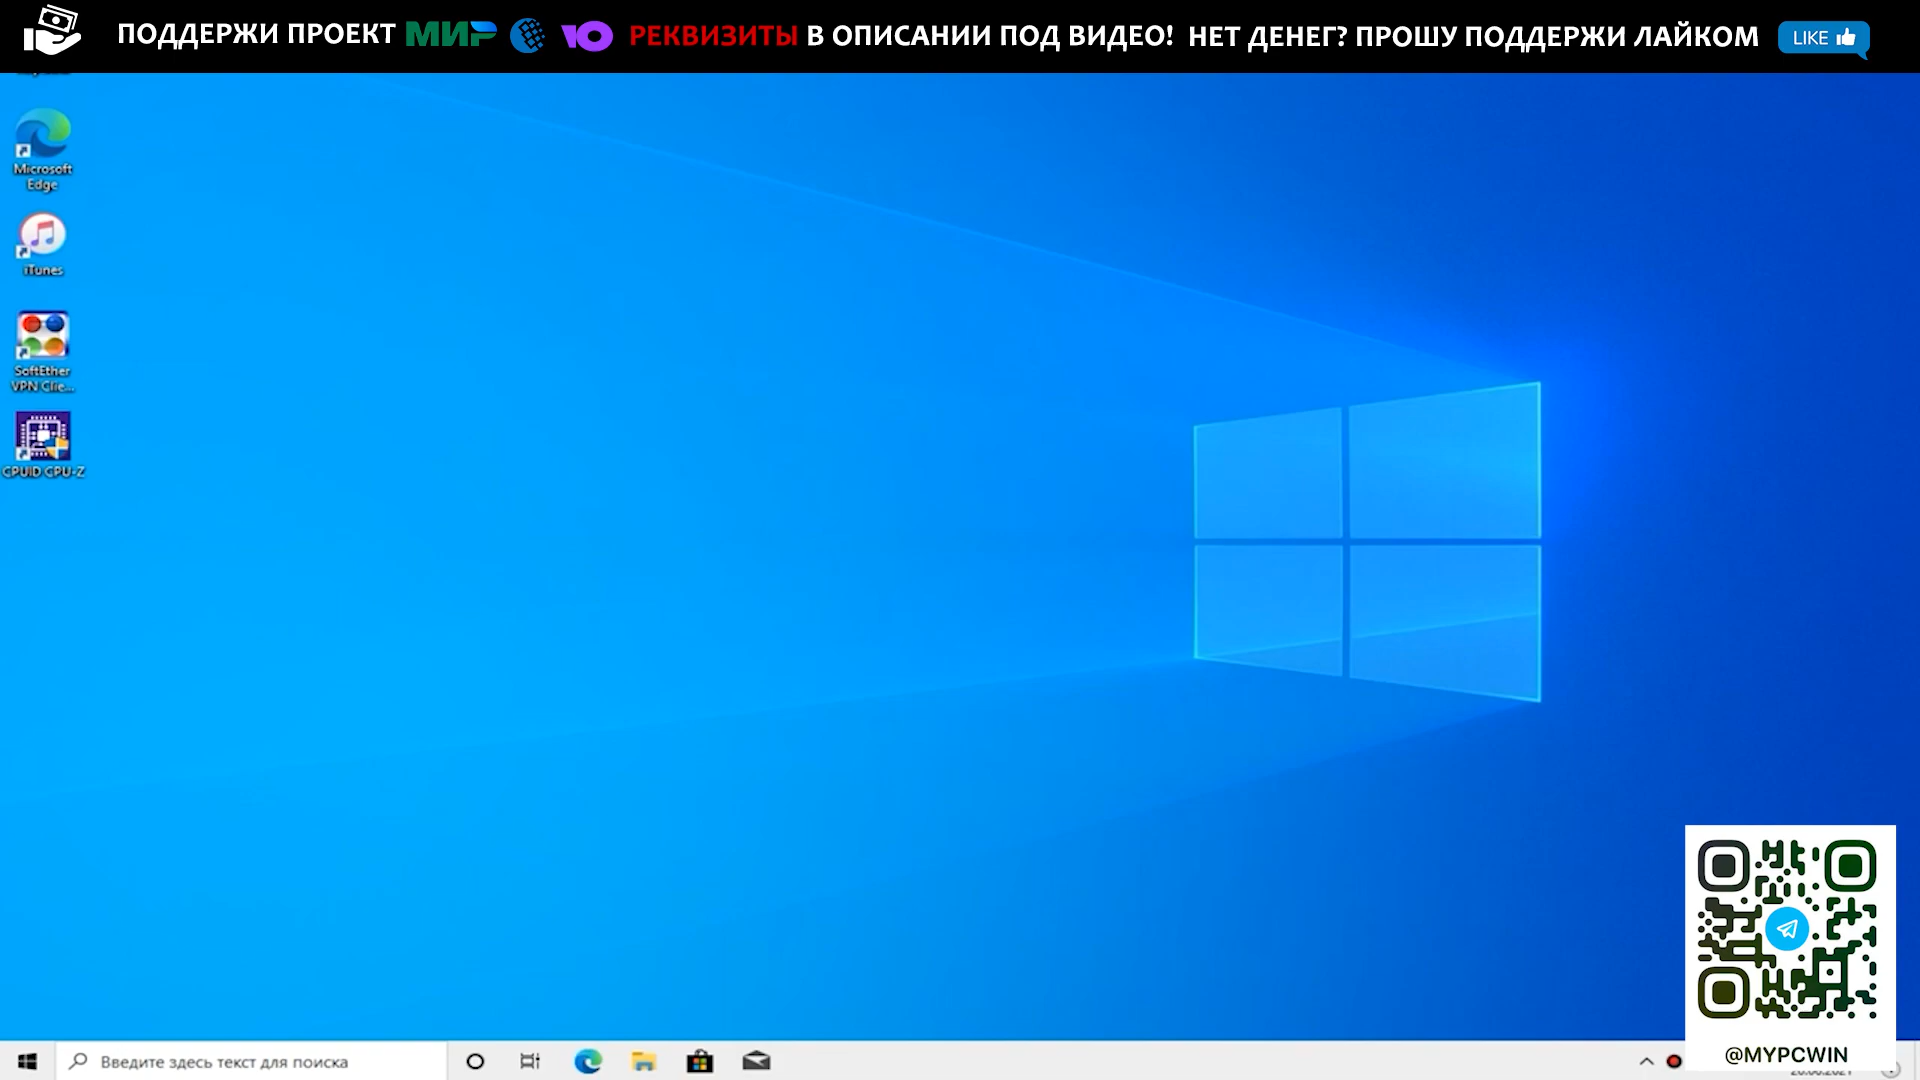 ПОДДЕРЖИ ПРОЕКТ МИР Ю РЕКВИЗИТЫ В ОПИСАНИИ ПОД ВИДЕО! НЕТ ДЕНЕГ? ПРОШУ ПОДДЕРЖИ ЛАЙКОМ LIKE
Microsoft
Edge
iTunes
SoftEther
VPN Clie...
CPUID CPU-Z
@MYPCWIN
Введите здесь текст для поиска